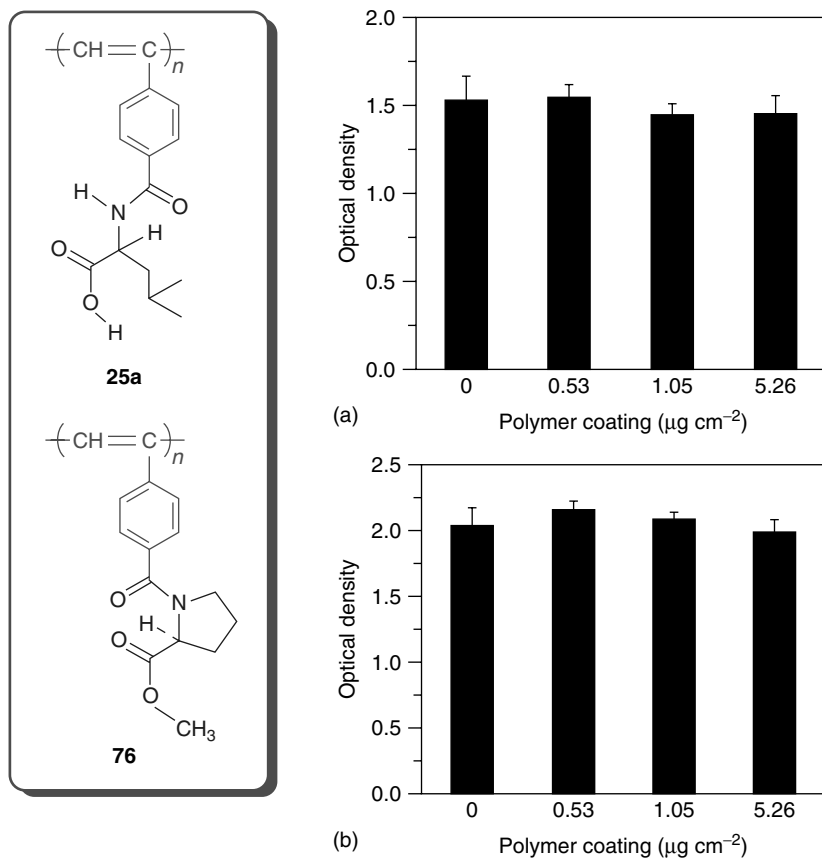 ( CH = C )n
H
N
O
H
O
O
H
25a
( CH = C )n
O
N
H
O
O
CH3
76
2.0
1.5
1.0
0.5
0.0
Optical density
0 0.53 1.05 5.26
(a) Polymer coating (μg cm−2)
2.5
2.0
1.5
1.0
0.5
0.0
Optical density
0 0.53 1.05 5.26
(b) Polymer coating (μg cm−2)